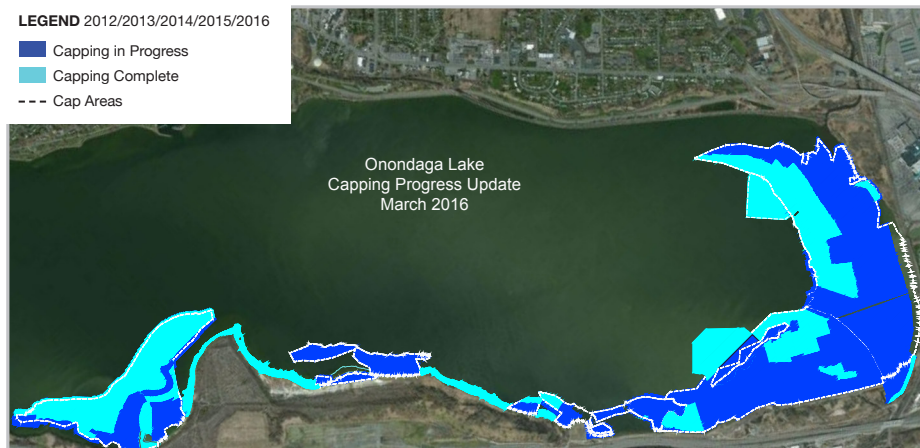 LEGEND 2012/2013/2014/2015/2016
Capping in Progress
Capping Complete
Cap Areas
Onondaga Lake
Capping Progress Update
March 2016